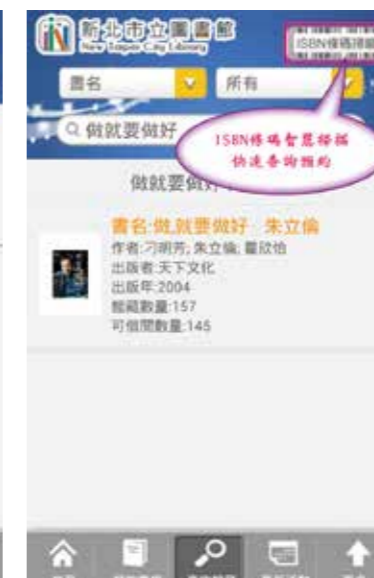 新北市立圖書館
New Taipei City Library
ISBN條碼掃描
書名
所有
做就要做好
ISBN條碼智慧掃描
快速查詢預約
做就要做好
書名:做,就要做好 朱立倫
作者:刁明芳; 朱立倫; 羅欣怡
出版者:天下文化
出版年:2004
館藏數量:157
可借閱數量:145